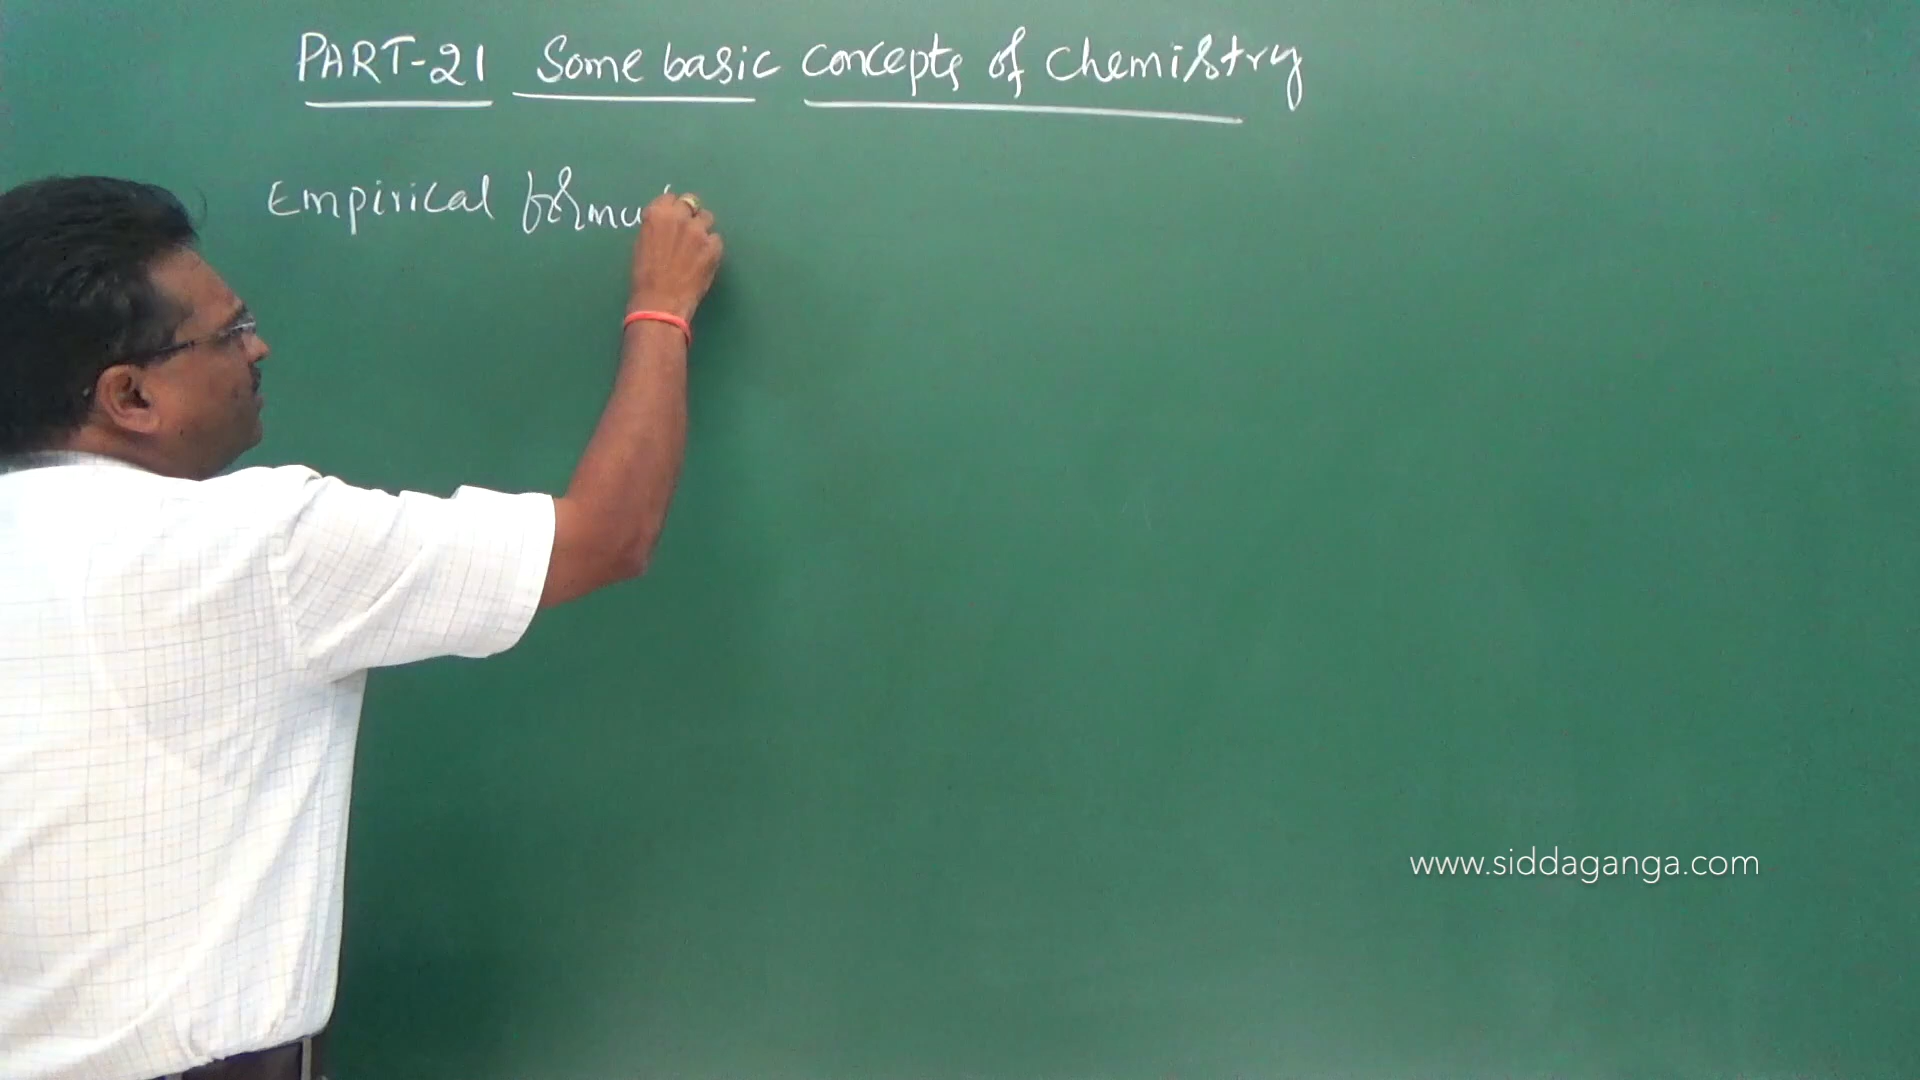 PART-21 Some basic concepts of chemistry
Empirical formu
www.siddaganga.com